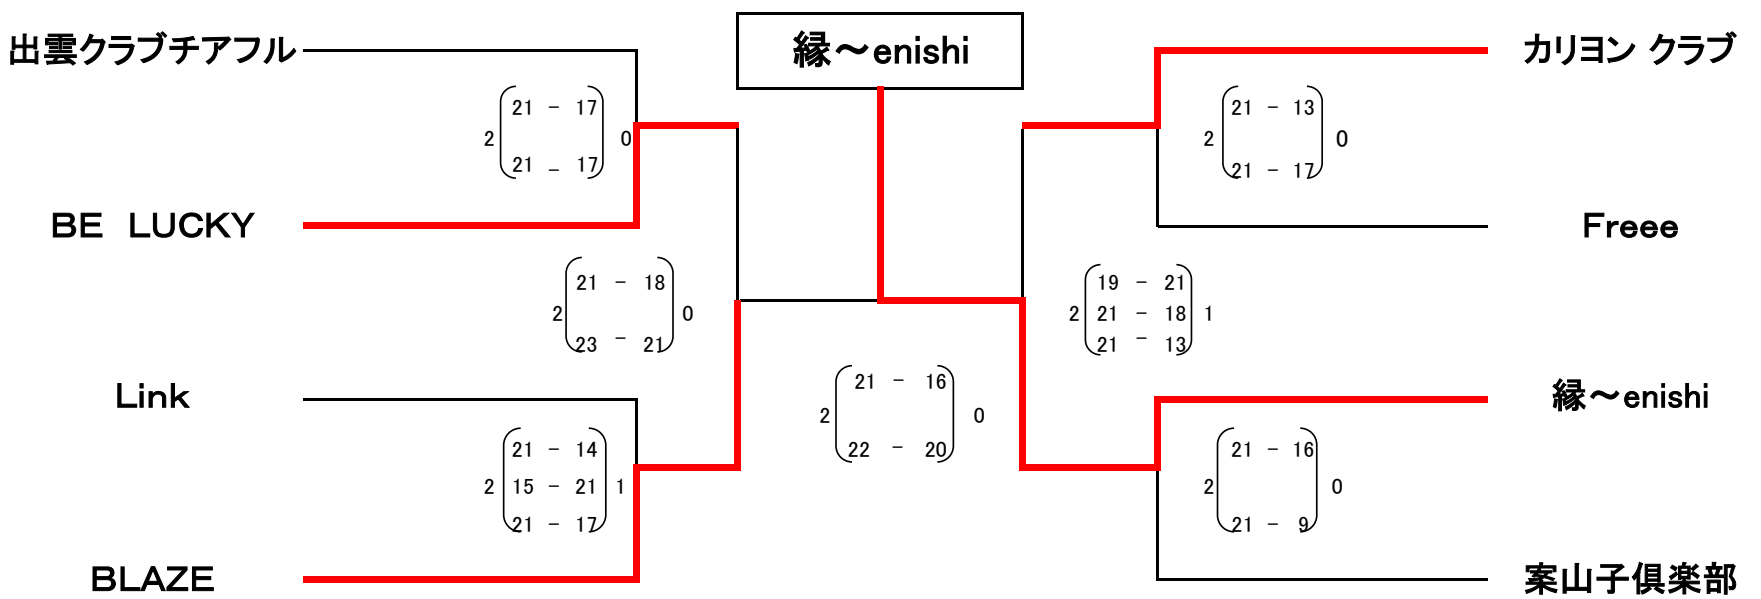 縁～enishi
出雲クラブチアフル
カリヨン クラブ
2 21 - 17 0
21 - 17
2 21 - 13 0
21 - 17
BE LUCKY
Freee
2 21 - 18 0
23 - 21
19 - 21
2 21 - 18 1
21 - 13
Link
縁～enishi
2 21 - 16 0
22 - 20
21 - 14
2 15 - 21 1
21 - 17
2 21 - 16 0
21 - 9
BLAZE
案山子倶楽部